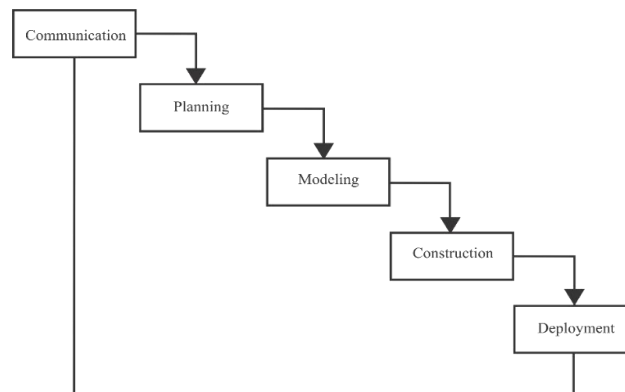 Communication
Planning
Modeling
Construction
Deployment